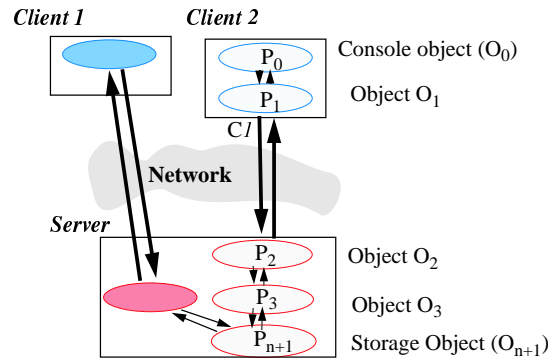 Client 1
Client 2
P0
Console object (O0)
P1
Object O1
C1
Network
Server
P2
Object O2
P3
Object O3
Pn+1
Storage Object (On+1)